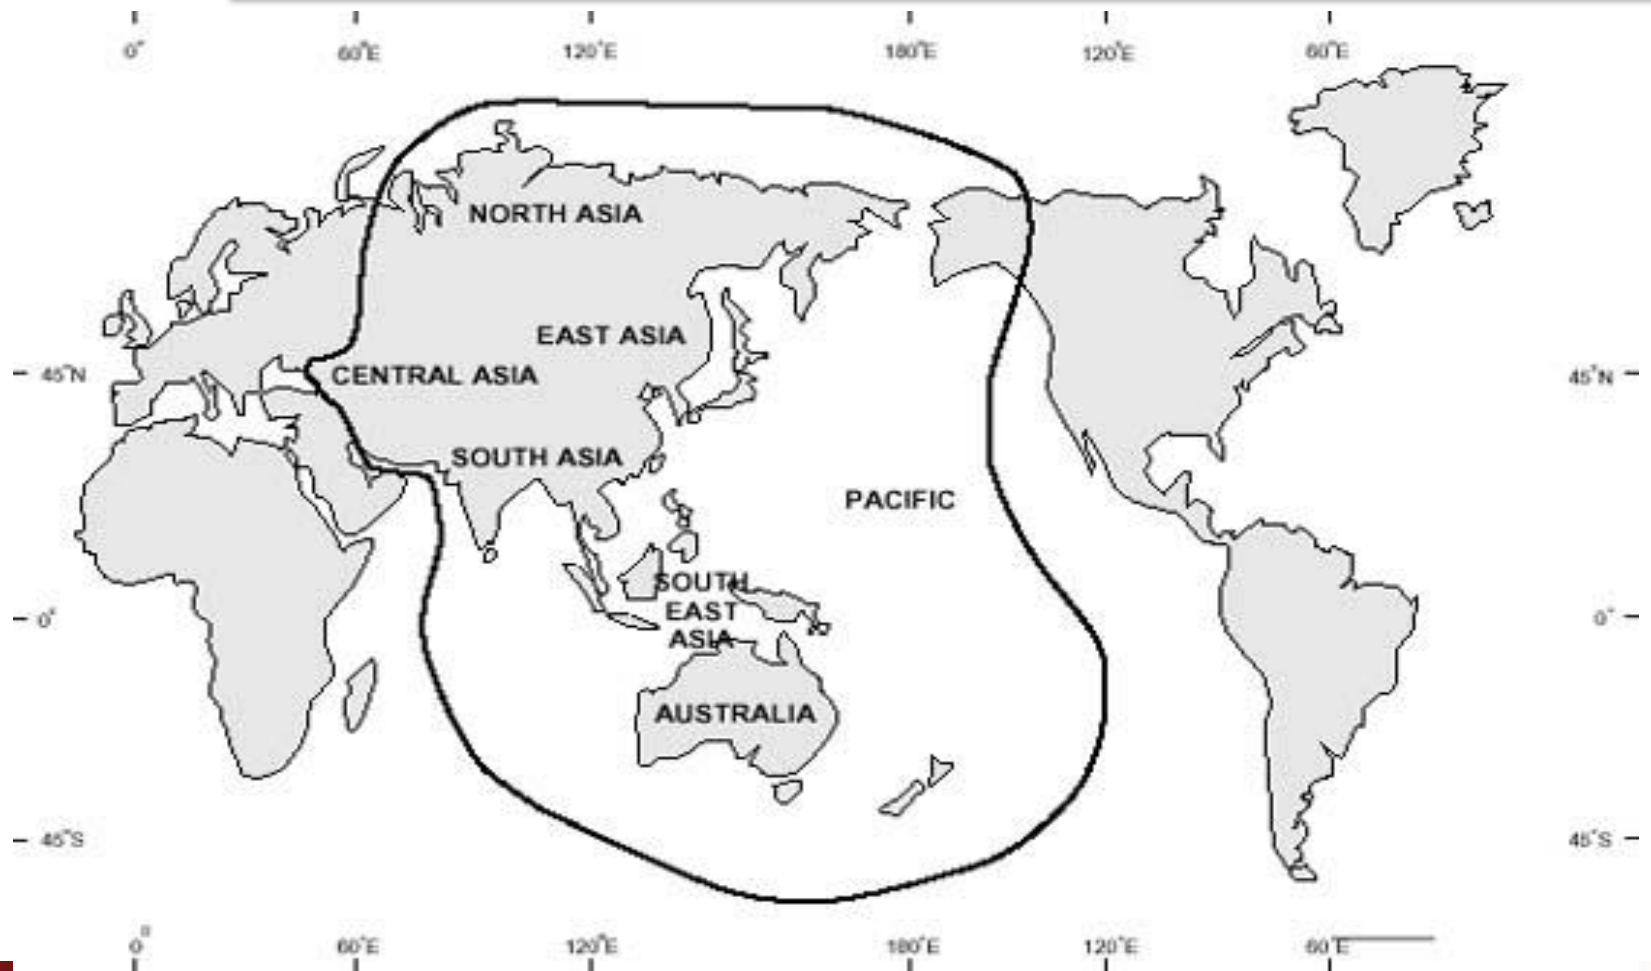 0° 60°E 120°E 180°E 120°E 60°E
NORTH ASIA
EAST ASIA
45°N CENTRAL ASIA 45°N
SOUTH ASIA
PACIFIC
SOUTH
EAST
0° 0°
ASIA
AUSTRALIA
45°S 45°S
0° 60°E 120°E 180°E 120°E 60°E